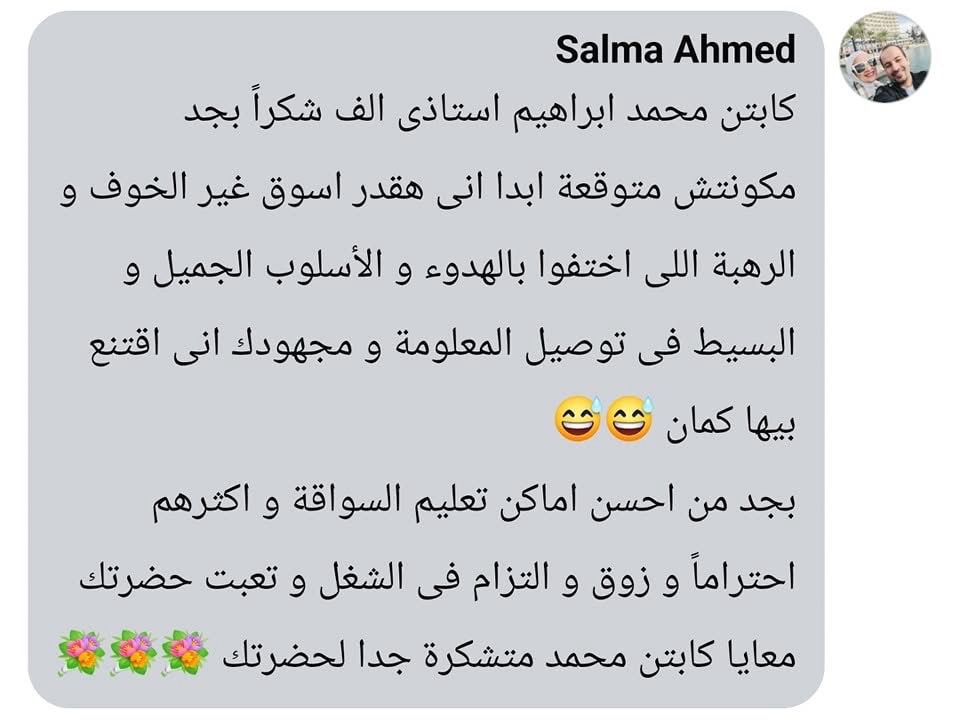 Salma Ahmed
كابتن محمد ابراهيم استاذى الف شكراً بجد
مكونتش متوقعة ابدا انى هقدر اسوق غير الخوف و
الرهبة اللى اختفوا بالهدوء و الأسلوب الجميل و
البسيط فى توصيل المعلومة و مجهودك انى اقتنع
بيها كمان 😅😅
بجد من احسن اماكن تعليم السواقة و اكثرهم
احتراماً و زوق و التزام فى الشغل و تعبت حضرتك
معايا كابتن محمد متشكرة جدا لحضرتك 💐💐💐